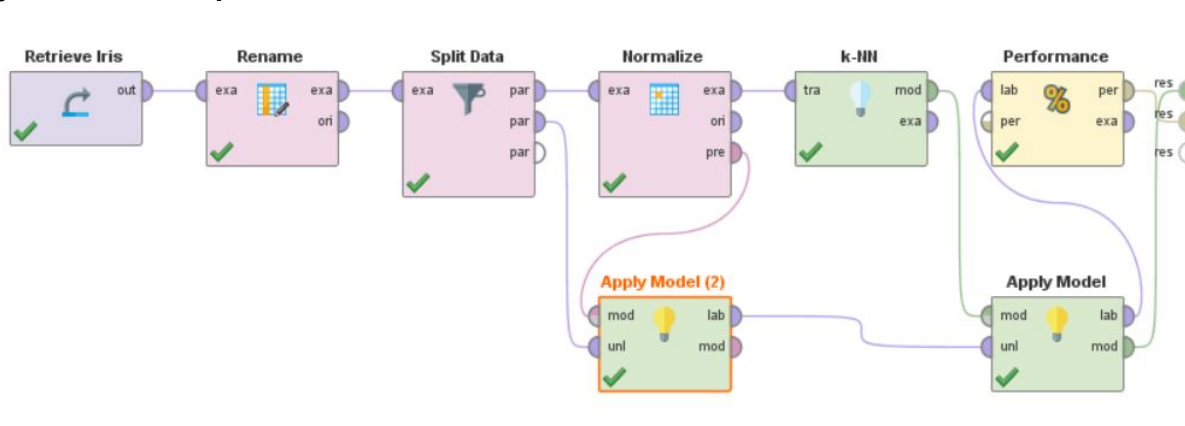 Retrieve Iris
out
Rename
exa exa
ori
Split Data
exa par
par
par
Normalize
exa exa
ori
pre
k-NN
tra mod
exa
Performance
% 
lab per
per exa
res
res
res
Apply Model (2)
mod lab
unl mod
Apply Model
mod lab
unl mod